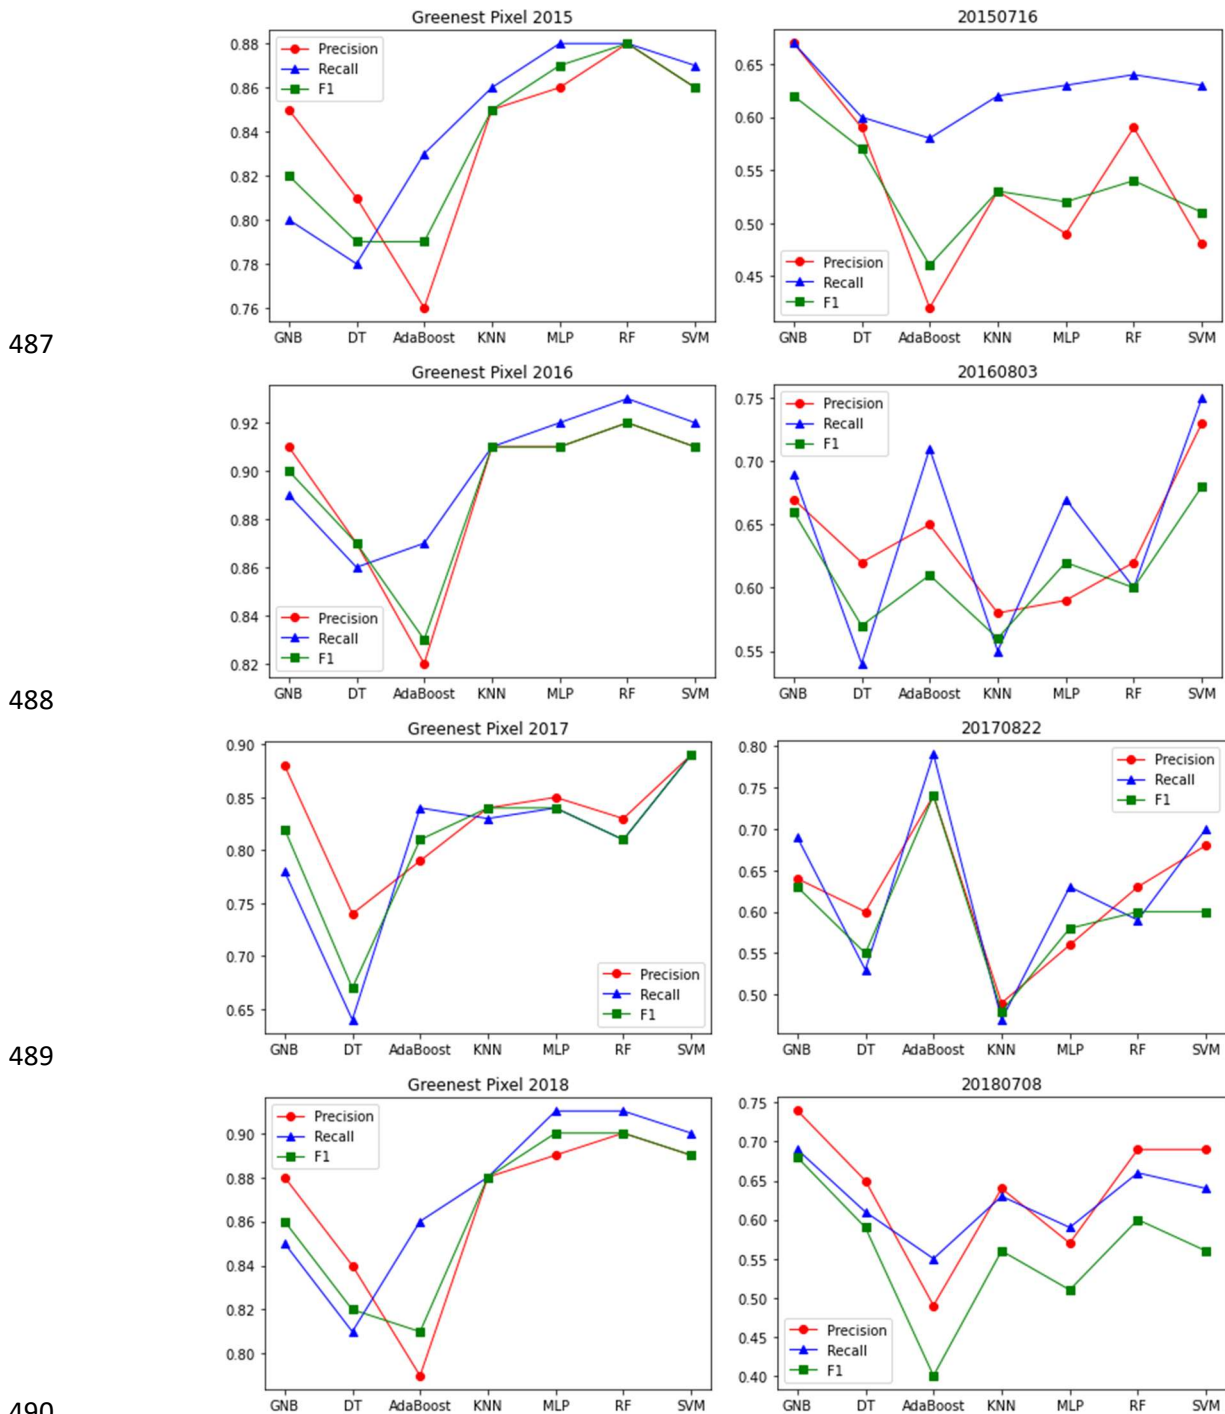 Greenest Pixel 2015
0.88
0.86
0.84
0.82
0.80
0.78
0.76
Precision
Recall
F1
GNB DT AdaBoost KNN MLP RF SVM
20150716
0.65
0.60
0.55
0.50
0.45
Precision
Recall
F1
GNB DT AdaBoost KNN MLP RF SVM
487
Greenest Pixel 2016
0.92
0.90
0.88
0.86
0.84
0.82
Precision
Recall
F1
GNB DT AdaBoost KNN MLP RF SVM
20160803
0.75
0.70
0.65
0.60
0.55
Precision
Recall
F1
GNB DT AdaBoost KNN MLP RF SVM
488
Greenest Pixel 2017
0.90
0.85
0.80
0.75
0.70
0.65
Precision
Recall
F1
GNB DT AdaBoost KNN MLP RF SVM
20170822
0.80
0.75
0.70
0.65
0.60
0.55
0.50
Precision
Recall
F1
GNB DT AdaBoost KNN MLP RF SVM
489
Greenest Pixel 2018
0.90
0.88
0.86
0.84
0.82
0.80
Precision
Recall
F1
GNB DT AdaBoost KNN MLP RF SVM
20180708
0.75
0.70
0.65
0.60
0.55
0.50
0.45
0.40
Precision
Recall
F1
GNB DT AdaBoost KNN MLP RF SVM
490